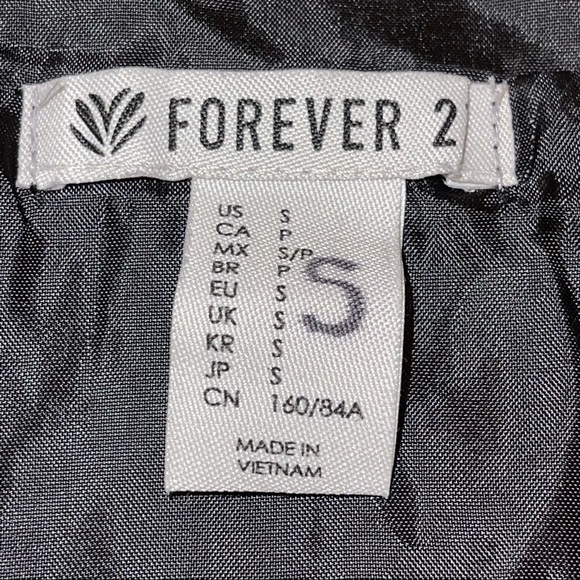 FOREVER 2
US S
CA P
MX S/P
BR P
EU S
UK S
KR S
JP S
CN 160/84A
S
MADE IN
VIETNAM